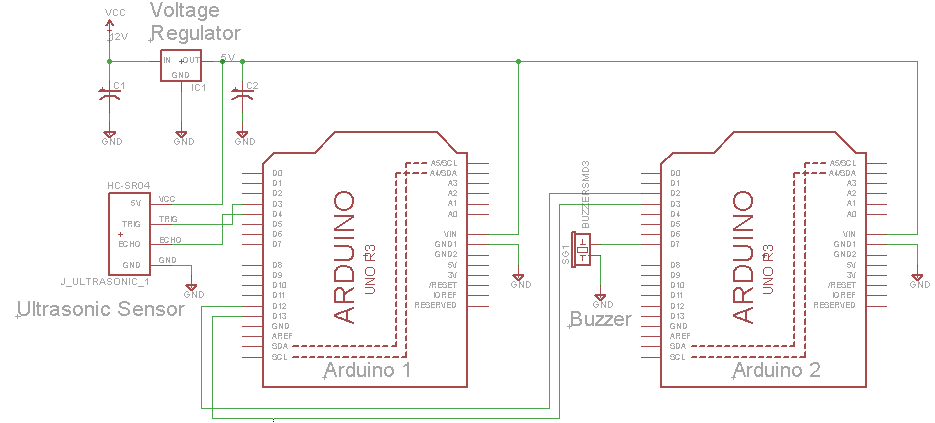 Voltage
Regulator
VCC
12V
IN
OUT
GND
IC1
5V
C1
C2
GND
GND
GND
HC-SR04
5V
VCC
TRIG
TRIG
ECHO
ECHO
GND
GND
J_ULTRASONIC_1
GND
Ultrasonic Sensor
D0
D1
D2
D3
D4
D5
D6
D7
D8
D9
D10
D11
D12
D13
GND
AREF
SDA
SCL
ARDUINO
UNO R3
A5/SCL
A4/SDA
A3
A2
A1
A0
VIN
GND1
GND2
5V
3V
/RESET
IOREF
RESERVED
Arduino 1
GND
BUZZERSMD3
SG1
GND
Buzzer
D0
D1
D2
D3
D4
D5
D6
D7
D8
D9
D10
D11
D12
D13
GND
AREF
SDA
SCL
ARDUINO
UNO R3
A5/SCL
A4/SDA
A3
A2
A1
A0
VIN
GND1
GND2
5V
3V
/RESET
IOREF
RESERVED
Arduino 2
GND